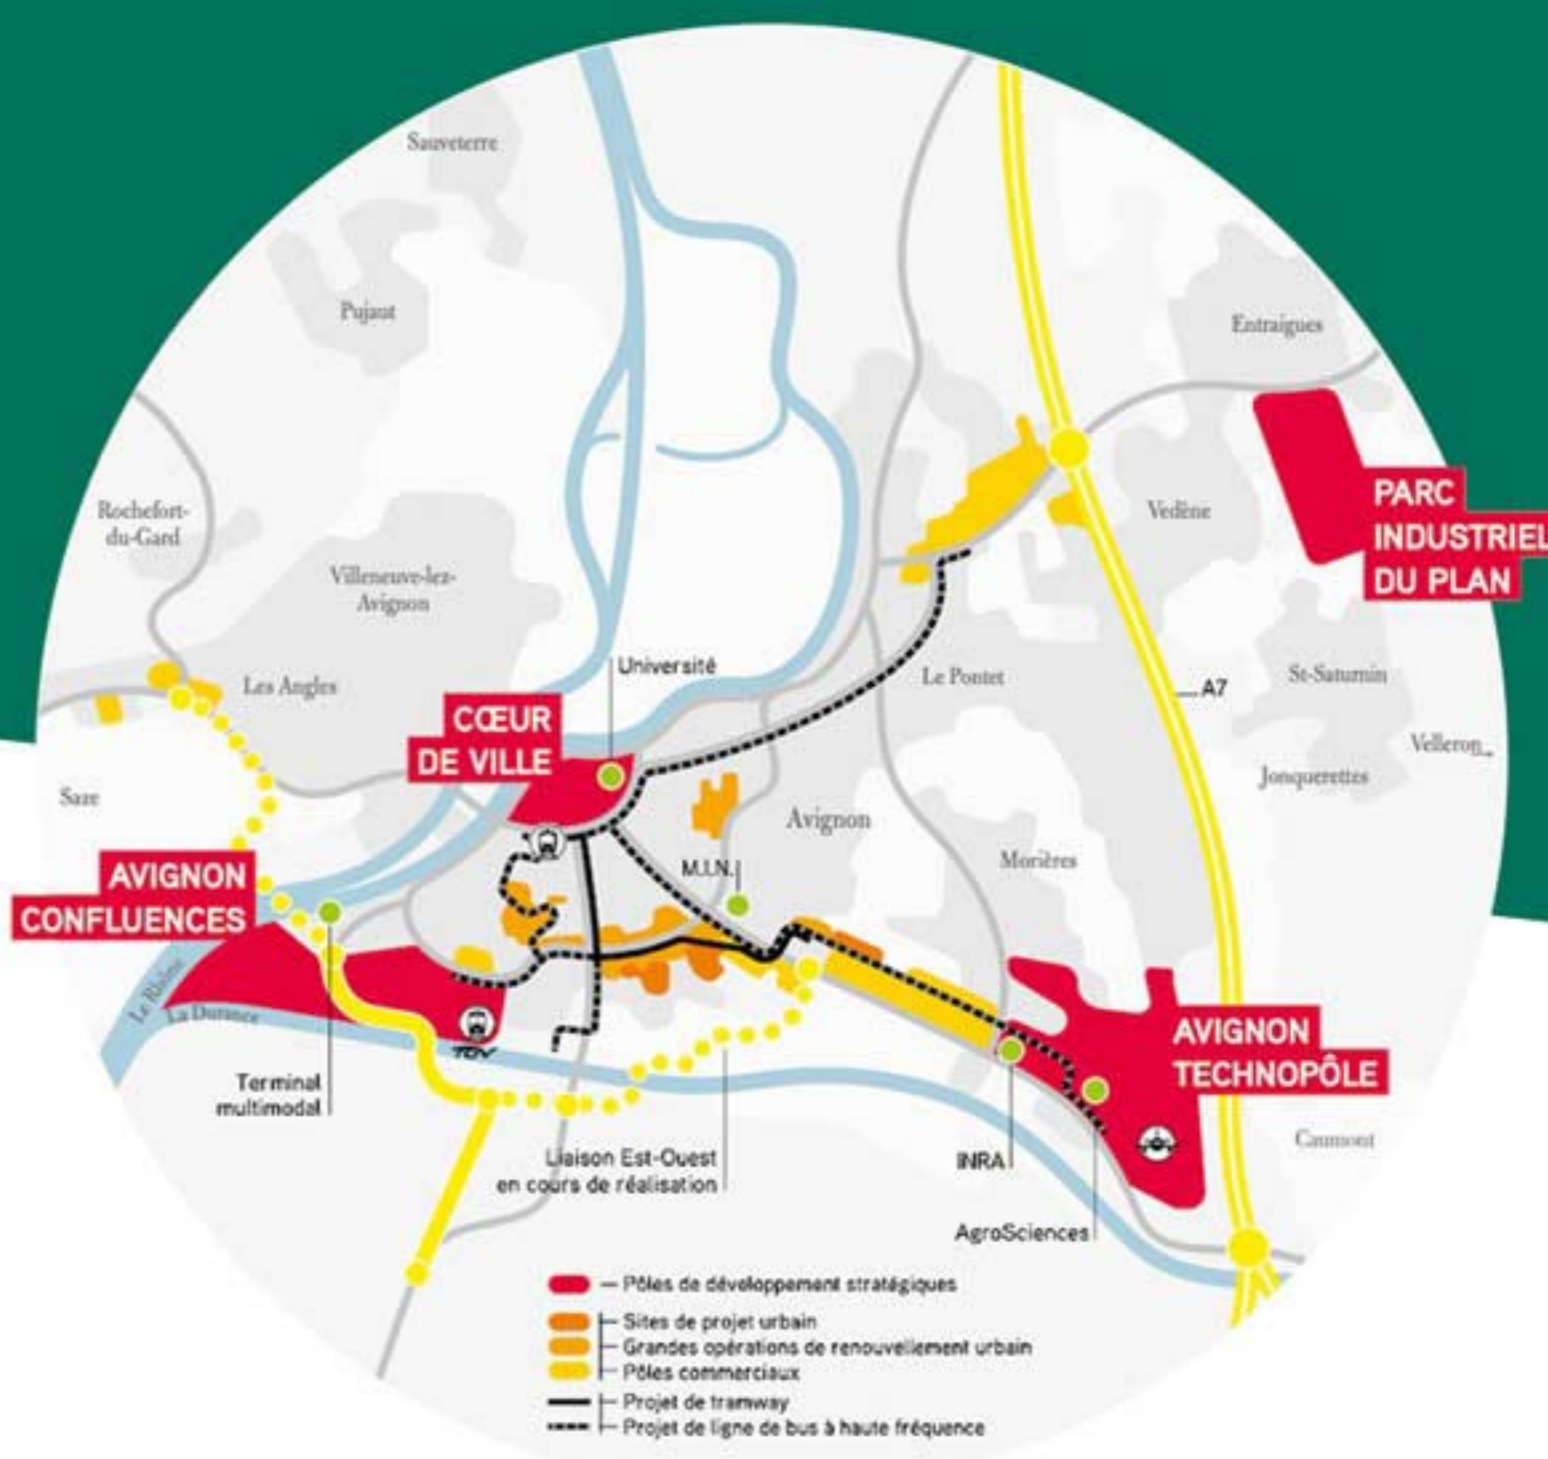 Sauveterre
Pujaut
Entraigues
Rochefort-
du-Gard
Villeneuve-lez-
Avignon
Vedène
PARC
INDUSTRIEL
DU PLAN
Université
Les Angles
Le Pontet
St-Saturnin
A7
CŒUR
DE VILLE
Velleron
Jonquerettes
Saze
Avignon
Morières
M.I.N.
AVIGNON
CONFLUENCES
Le Rhône
La Durance
TGV
AVIGNON
TECHNOPÔLE
Terminal
multimodal
Caumont
Liaison Est-Ouest
en cours de réalisation
INRA
AgroSciences
Pôles de développement stratégiques
Sites de projet urbain
Grandes opérations de renouvellement urbain
Pôles commerciaux
Projet de tramway
Projet de ligne de bus à haute fréquence